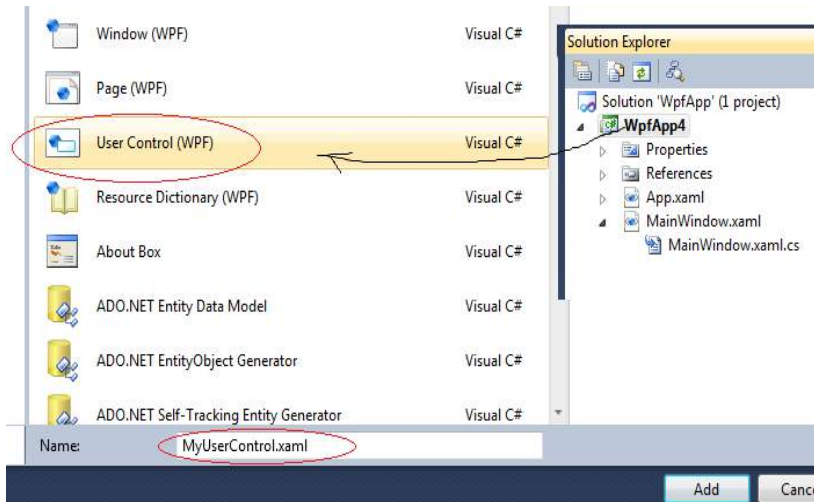 Window (WPF) Visual C#
Page (WPF) Visual C#
User Control (WPF) Visual C#
Resource Dictionary (WPF) Visual C#
About Box Visual C#
ADO.NET Entity Data Model Visual C#
ADO.NET EntityObject Generator Visual C#
ADO.NET Self-Tracking Entity Generator Visual C#
Name: MyUserControl.xaml
Add
Solution Explorer
Solution 'WpfApp' (1 project)
WpfApp4
Properties
References
App.xaml
MainWindow.xaml
MainWindow.xaml.cs